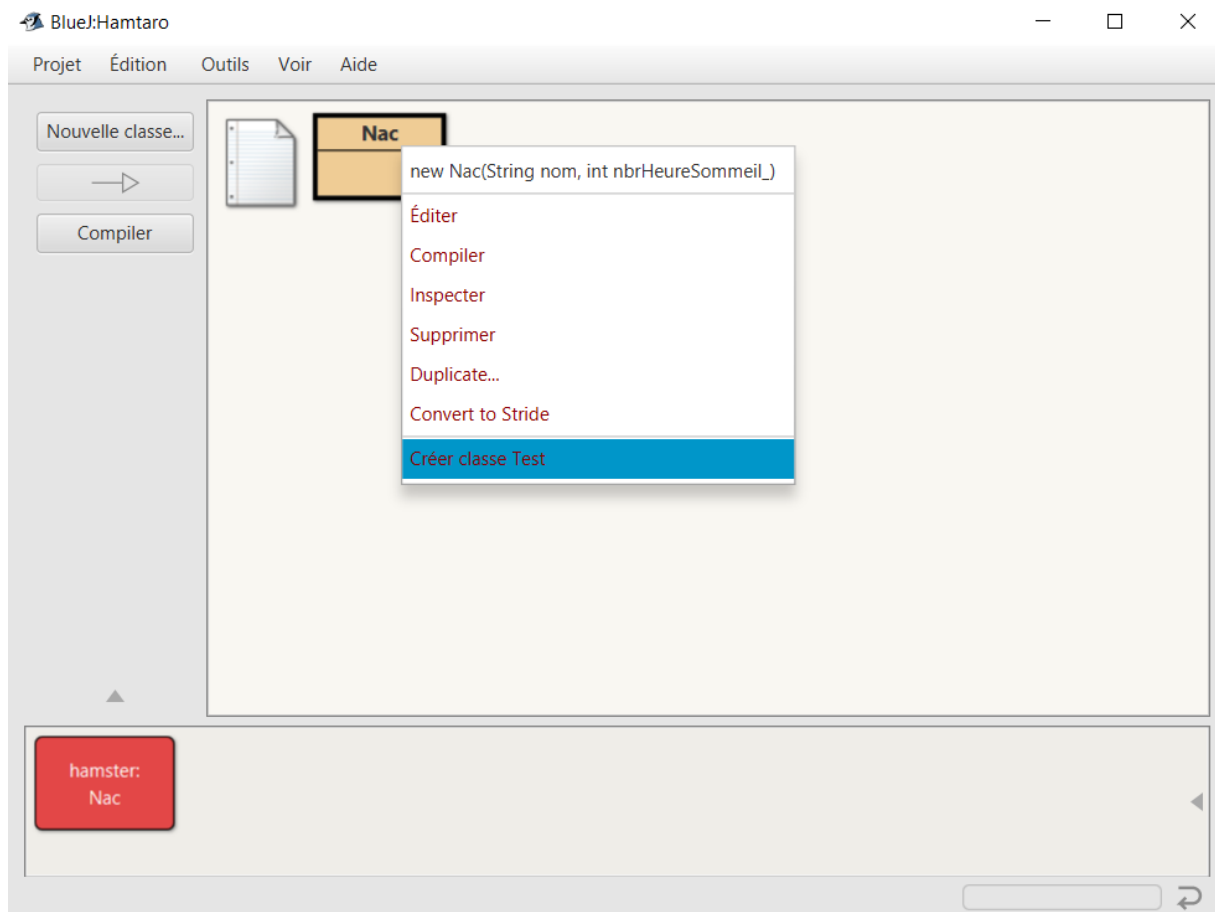 BlueJ:Hamtaro
Projet Édition Outils Voir Aide
Nouvelle classe...
Compiler
Nac
new Nac(String nom, int nbrHeureSommeil_)
Éditer
Compiler
Inspecter
Supprimer
Duplicate...
Convert to Stride
Créer classe Test
hamster:
Nac